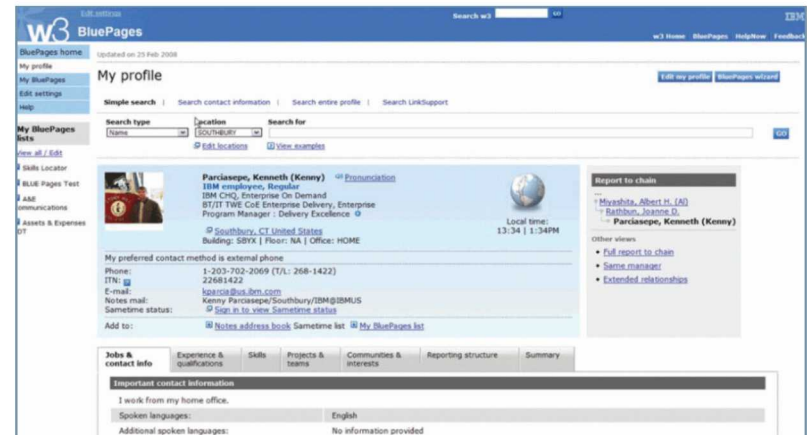 Edit settings
Search w3
GO
IBM
w3 BluePages
w3 Home BluePages HelpNow Feedback
BluePages home
My profile
My BluePages
Edit settings
Help
My BluePages lists
View all / Edit
Skills Locator
BLUE Pages Test
A&E
ommunications
Assets & Expenses
OT
Updated on 25 Feb 2008
My profile
Edit my profile BluePages wizard
Simple search | Search contact information | Search entire profile | Search LinkSupport
Search type Location Search for
Name SOUTHBURY GO
Edit locations View examples
Parciasepe, Kenneth (Kenny) Pronunciation
IBM employee, Regular
IBM CHQ, Enterprise On Demand
BT/IT TWE CoE Enterprise Delivery, Enterprise
Program Manager : Delivery Excellence
Southbury, CT United States
Building: SBYX | Floor: NA | Office: HOME
Local time:
13:34 | 1:34PM
My preferred contact method is external phone
Phone: 1-203-702-2069 (T/L: 268-1422)
ITN: 22681422
E-mail: kparcia@us.ibm.com
Notes mail: Kenny Parciasepe/Southbury/IBM@IBMUS
Sametime status: Sign in to view Sametime status
Add to: Notes address book Sametime list My BluePages list
Report to chain
...
Miyashita, Albert H. (Al)
Rathbun, Joanne D.
Parciasepe, Kenneth (Kenny)
Other views
Full report to chain
Same manager
Extended relationships
Jobs & contact info
Experience & qualifications
Skills
Projects & teams
Communities & interests
Reporting structure
Summary
Important contact information
I work from my home office.
Spoken languages: English
Additional spoken languages: No information provided